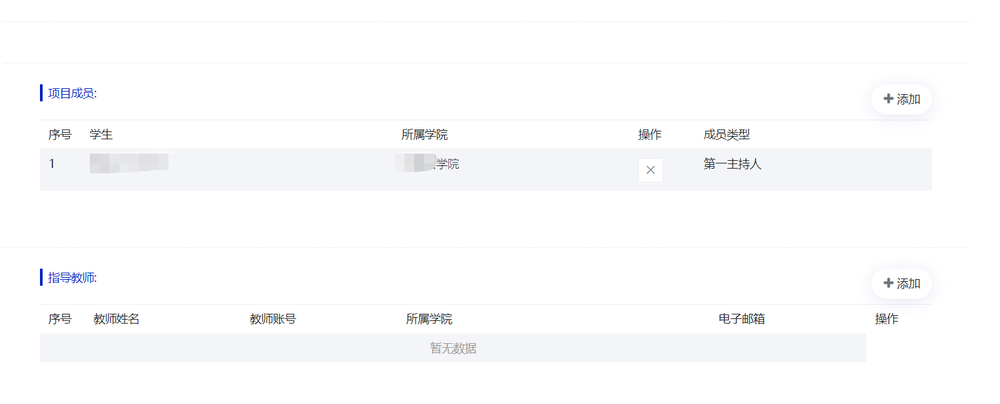 项目成员:
添加
序号 学生 所属学院 操作 成员类型
1 学院 第一主持人
指导教师:
添加
序号 教师姓名 教师账号 所属学院 电子邮箱 操作
暂无数据